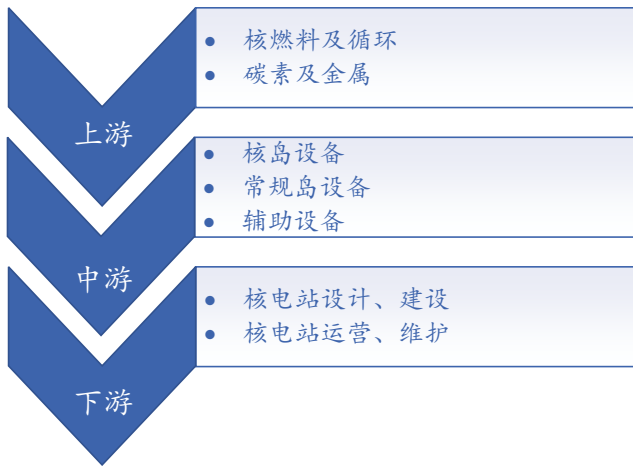 核燃料及循环
碳素及金属
上游
核岛设备
常规岛设备
辅助设备
中游
核电站设计、建设
核电站运营、维护
下游